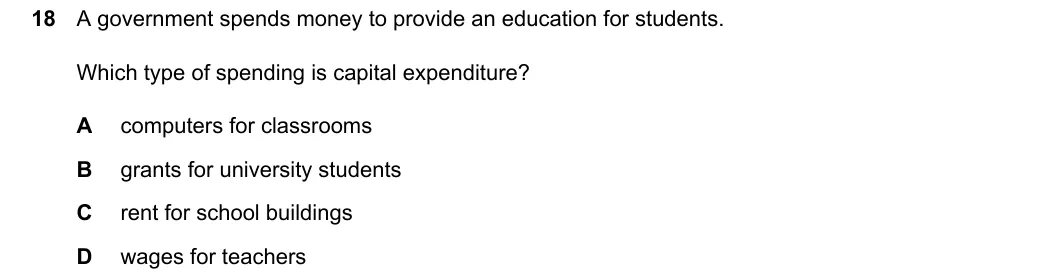 18 A government spends money to provide an education for students.
Which type of spending is capital expenditure?
A computers for classrooms
B grants for university students
C rent for school buildings
D wages for teachers